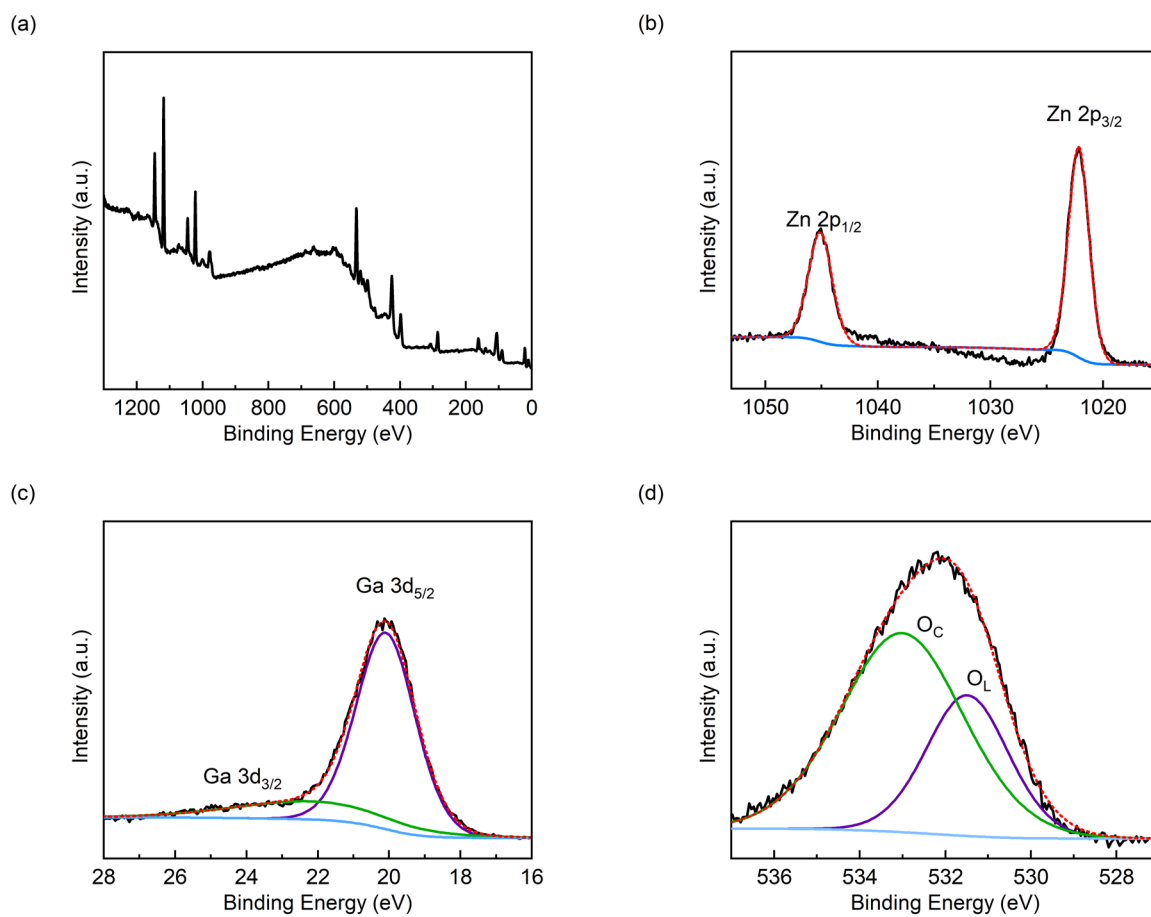 (a)
Intensity (a.u.)
1200 1000 800 600 400 200 0
Binding Energy (eV)
(b)
Intensity (a.u.)
Zn 2p1/2
Zn 2p3/2
1050 1040 1030 1020
Binding Energy (eV)
(c)
Intensity (a.u.)
Ga 3d5/2
Ga 3d3/2
28 26 24 22 20 18 16
Binding Energy (eV)
(d)
Intensity (a.u.)
OC
OL
536 534 532 530 528
Binding Energy (eV)